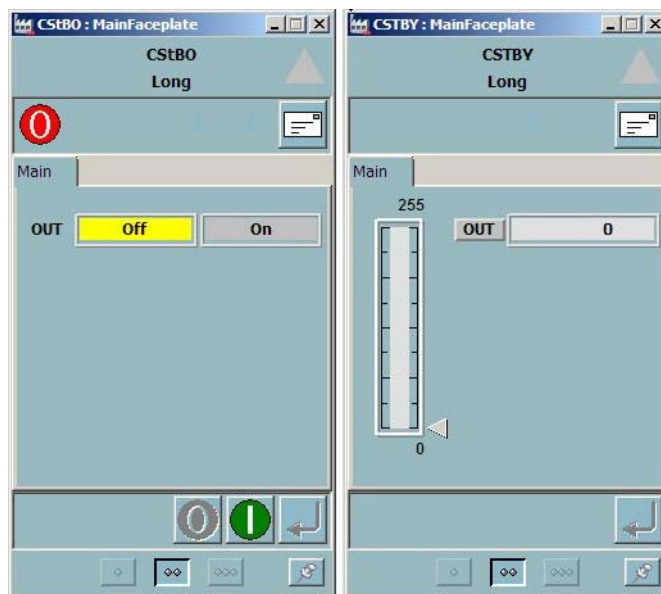 CStBO : MainFaceplate
CStBO
Long
Main
OUT Off On
CSTBY : MainFaceplate
CSTBY
Long
Main
255
OUT 0
0